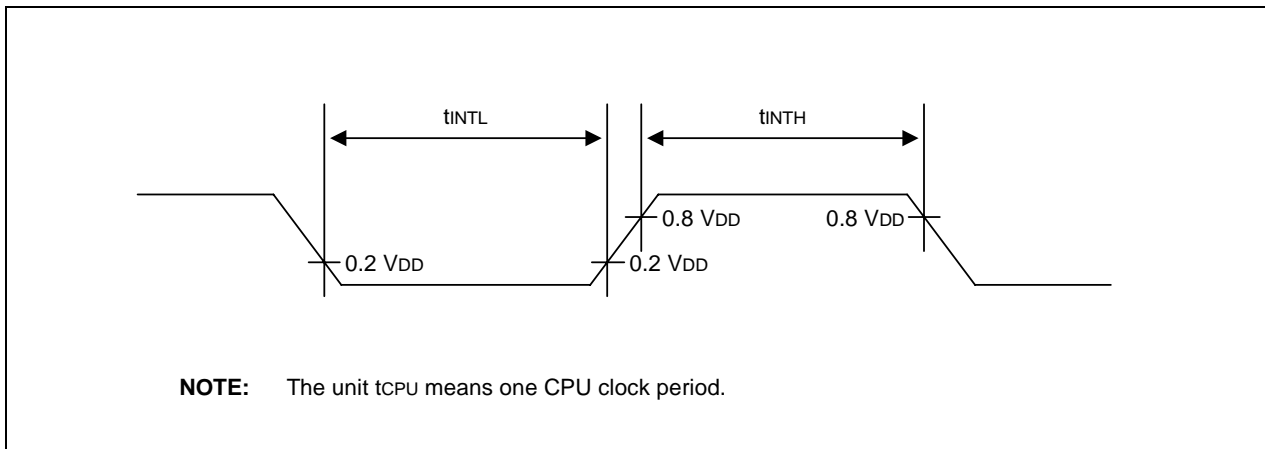 tINTL tINTH
0.8 VDD 0.8 VDD
0.2 VDD 0.2 VDD
NOTE: The unit tCPU means one CPU clock period.